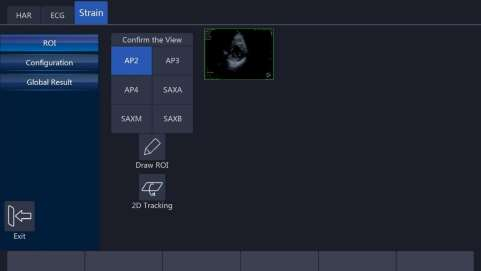 HAR ECG Strain
ROI
Configuration
Global Result
Confirm the View
AP2 AP3
AP4 SAXA
SAXM SAXB
Draw ROI
2D Tracking
Exit